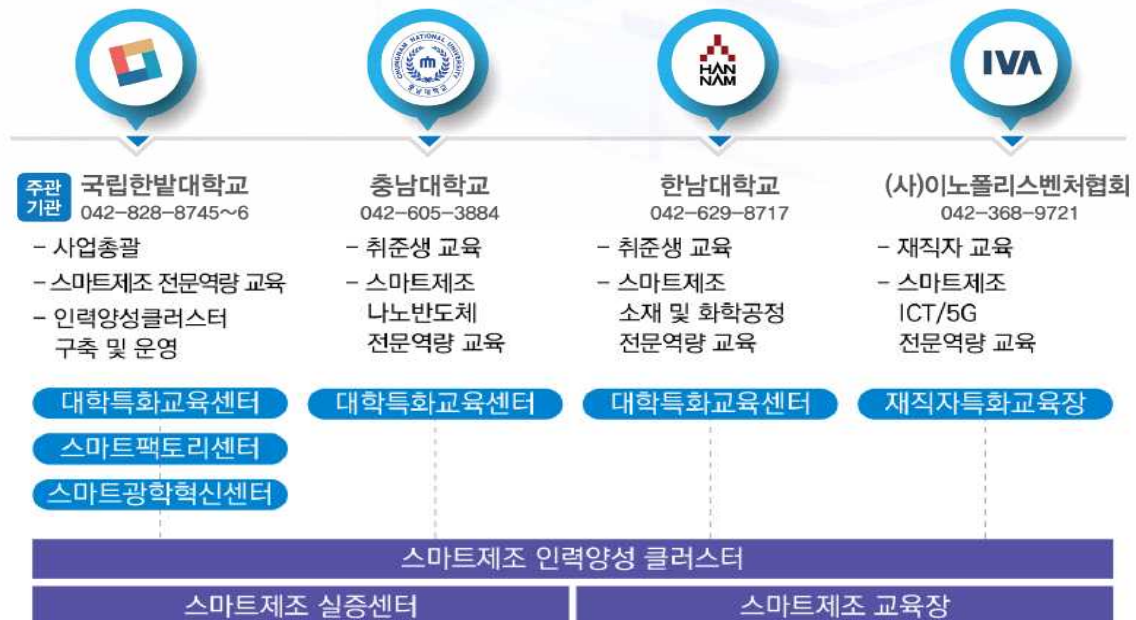 CHUNGNAM NATIONAL UNIVERSITY
충남대학교
HAN
NAM
IVA
주관
기관
국립한밭대학교
042-828-8745~6
- 사업총괄
- 스마트제조 전문역량 교육
- 인력양성클러스터
구축 및 운영
대학특화교육센터
스마트팩토리센터
스마트광학혁신센터
충남대학교
042-605-3884
- 취준생 교육
- 스마트제조
나노반도체
전문역량 교육
대학특화교육센터
한남대학교
042-629-8717
- 취준생 교육
- 스마트제조
소재 및 화학공정
전문역량 교육
대학특화교육센터
(사)이노폴리스벤처협회
042-368-9721
- 재직자 교육
- 스마트제조
ICT/5G
전문역량 교육
재직자특화교육장
스마트제조 인력양성 클러스터
스마트제조 실증센터
스마트제조 교육장